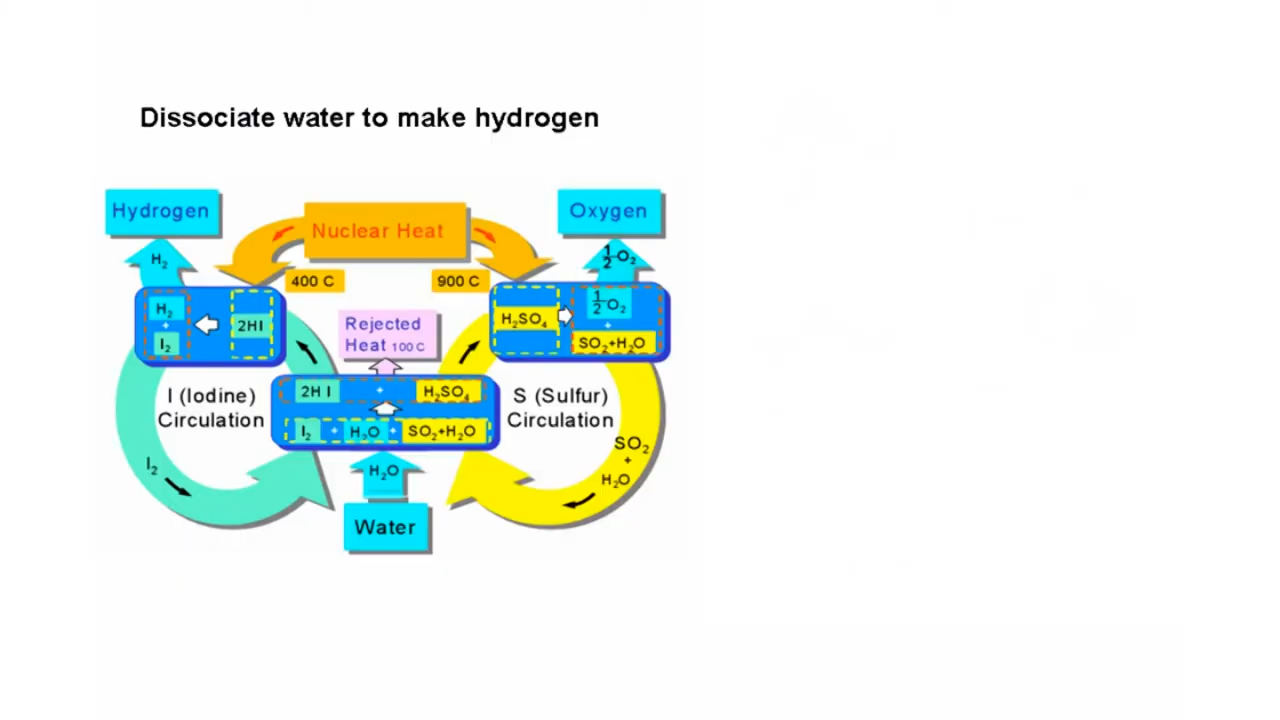 Dissociate water to make hydrogen
Hydrogen
Nuclear Heat
Oxygen
H₂
½O₂
400 C
900 C
H₂
+
I₂
2HI
H₂SO₄
½O₂
+
SO₂+H₂O
Rejected
Heat 100 C
2H I + H₂SO₄
I₂ + H₂O + SO₂+H₂O
I (Iodine)
Circulation
S (Sulfur)
Circulation
I₂
H₂O
SO₂
+
H₂O
Water